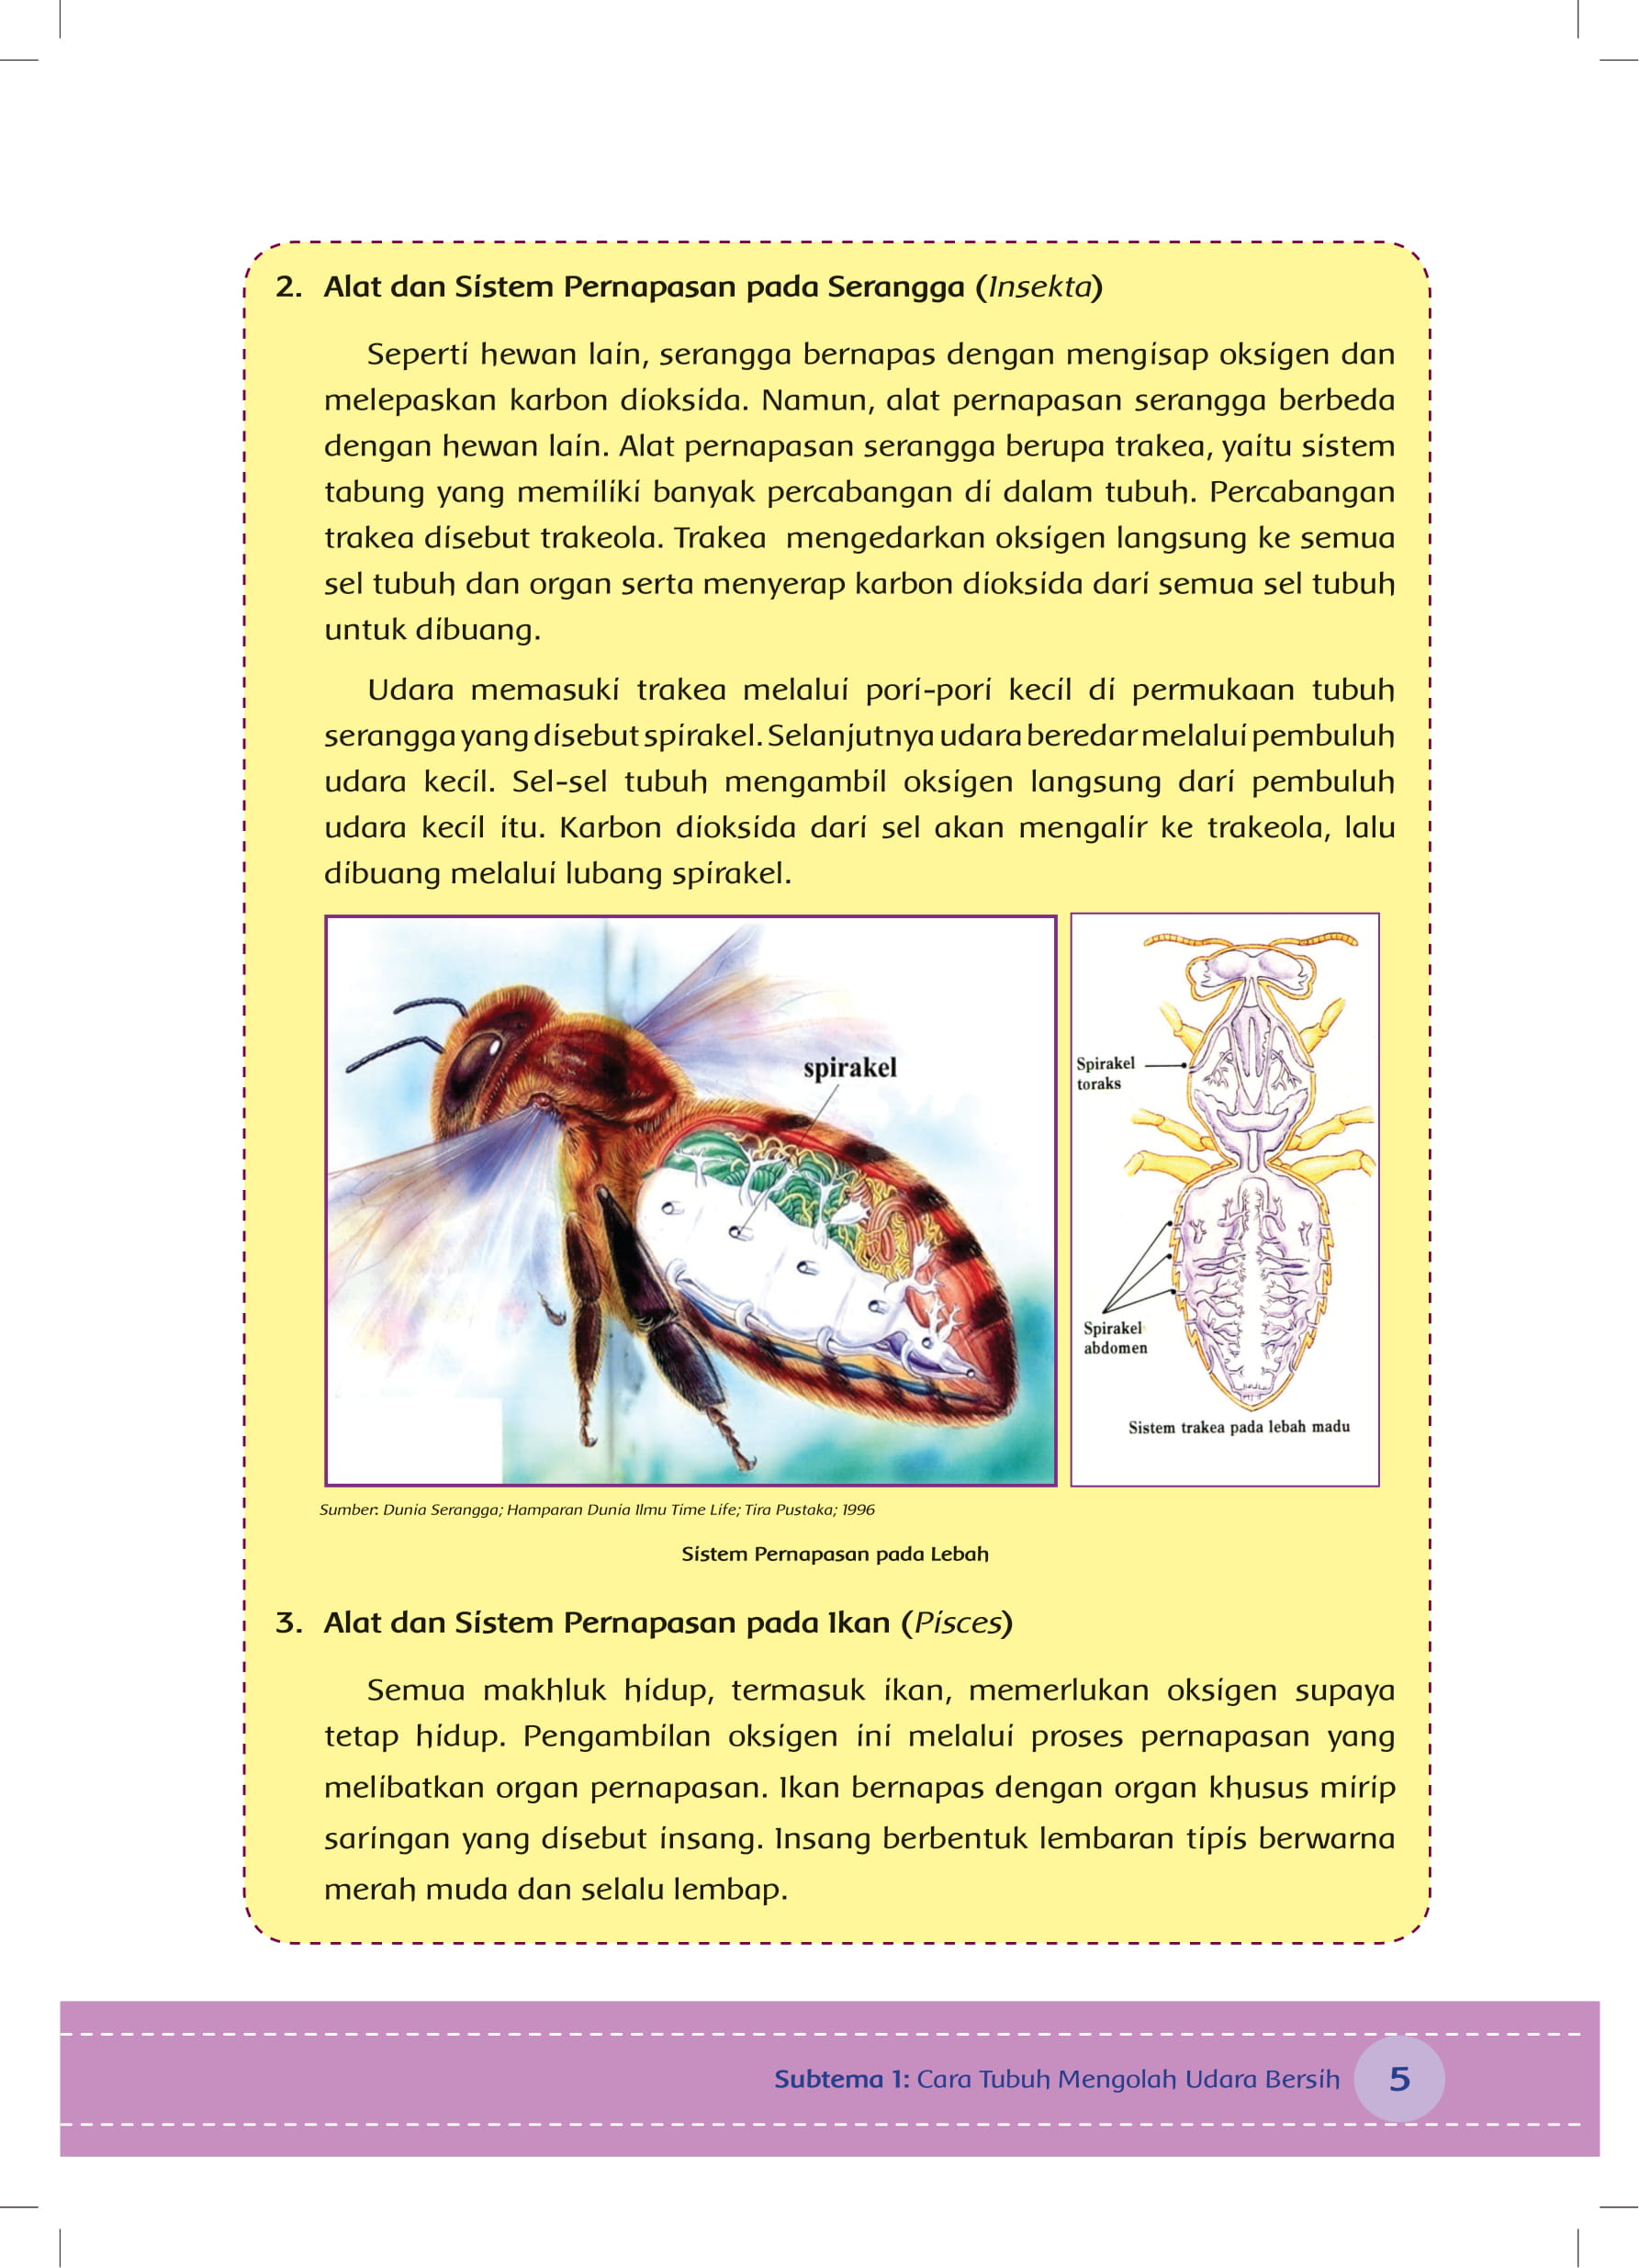 2. Alat dan Sistem Pernapasan pada Serangga (Insekta)
Seperti hewan lain, serangga bernapas dengan mengisap oksigen dan
melepaskan karbon dioksida. Namun, alat pernapasan serangga berbeda
dengan hewan lain. Alat pernapasan serangga berupa trakea, yaitu sistem
tabung yang memiliki banyak percabangan di dalam tubuh. Percabangan
trakea disebut trakeola. Trakea mengedarkan oksigen langsung ke semua
sel tubuh dan organ serta menyerap karbon dioksida dari semua sel tubuh
untuk dibuang.
Udara memasuki trakea melalui pori-pori kecil di permukaan tubuh
serangga yang disebut spirakel. Selanjutnya udara beredar melalui pembuluh
udara kecil. Sel-sel tubuh mengambil oksigen langsung dari pembuluh
udara kecil itu. Karbon dioksida dari sel akan mengalir ke trakeola, lalu
dibuang melalui lubang spirakel.
spirakel
Spirakel
toraks
Spirakel
abdomen
Sistem trakea pada lebah madu
Sumber: Dunia Serangga; Hamparan Dunia Ilmu Time Life; Tira Pustaka; 1996
Sistem Pernapasan pada Lebah
3. Alat dan Sistem Pernapasan pada Ikan (Pisces)
Semua makhluk hidup, termasuk ikan, memerlukan oksigen supaya
tetap hidup. Pengambilan oksigen ini melalui proses pernapasan yang
melibatkan organ pernapasan. Ikan bernapas dengan organ khusus mirip
saringan yang disebut insang. Insang berbentuk lembaran tipis berwarna
merah muda dan selalu lembap.
Subtema 1: Cara Tubuh Mengolah Udara Bersih 5